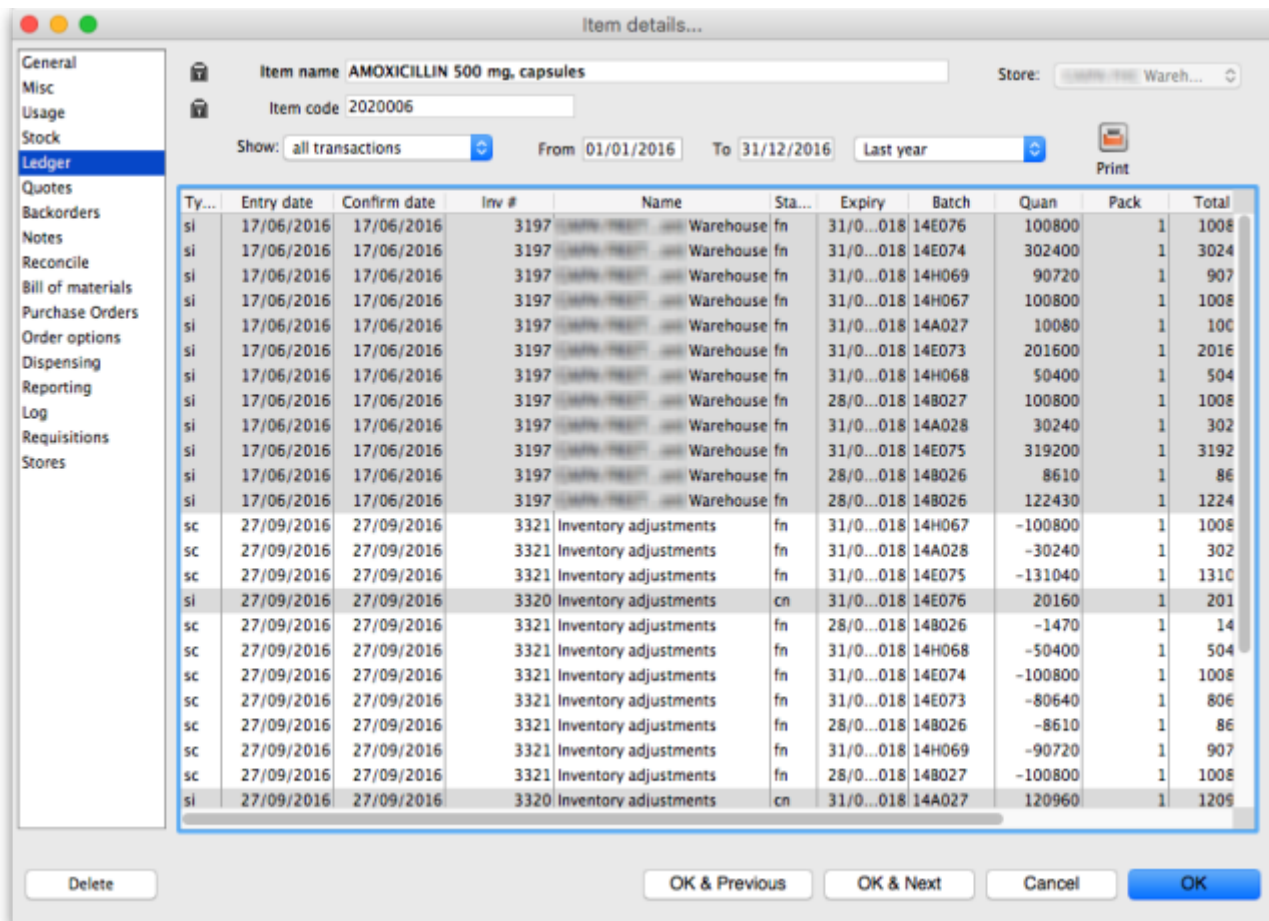 Item details...
General
Misc
Usage
Stock
Ledger
Quotes
Backorders
Notes
Reconcile
Bill of materials
Purchase Orders
Order options
Dispensing
Reporting
Log
Requisitions
Stores
Item name AMOXICILLIN 500 mg, capsules Store: Wareh...
Item code 2020006
Show: all transactions From 01/01/2016 To 31/12/2016 Last year
Print
Ty... Entry date Confirm date Inv # Name Sta... Expiry Batch Quan Pack Total
si 17/06/2016 17/06/2016 3197 Warehouse fn 31/0...018 14E076 100800 1 1008
si 17/06/2016 17/06/2016 3197 Warehouse fn 31/0...018 14E074 302400 1 3024
si 17/06/2016 17/06/2016 3197 Warehouse fn 31/0...018 14H069 90720 1 907
si 17/06/2016 17/06/2016 3197 Warehouse fn 31/0...018 14H067 100800 1 1008
si 17/06/2016 17/06/2016 3197 Warehouse fn 31/0...018 14A027 10080 1 100
si 17/06/2016 17/06/2016 3197 Warehouse fn 31/0...018 14E073 201600 1 2016
si 17/06/2016 17/06/2016 3197 Warehouse fn 31/0...018 14H068 50400 1 504
si 17/06/2016 17/06/2016 3197 Warehouse fn 28/0...018 14B027 100800 1 1008
si 17/06/2016 17/06/2016 3197 Warehouse fn 31/0...018 14A028 30240 1 302
si 17/06/2016 17/06/2016 3197 Warehouse fn 31/0...018 14E075 319200 1 3192
si 17/06/2016 17/06/2016 3197 Warehouse fn 28/0...018 14B026 8610 1 86
si 17/06/2016 17/06/2016 3197 Warehouse fn 28/0...018 14B026 122430 1 1224
sc 27/09/2016 27/09/2016 3321 Inventory adjustments fn 31/0...018 14H067 -100800 1 1008
sc 27/09/2016 27/09/2016 3321 Inventory adjustments fn 31/0...018 14A028 -30240 1 302
sc 27/09/2016 27/09/2016 3321 Inventory adjustments fn 31/0...018 14E075 -131040 1 1310
si 27/09/2016 27/09/2016 3320 Inventory adjustments cn 31/0...018 14E076 20160 1 201
sc 27/09/2016 27/09/2016 3321 Inventory adjustments fn 28/0...018 14B026 -1470 1 14
sc 27/09/2016 27/09/2016 3321 Inventory adjustments fn 31/0...018 14H068 -50400 1 504
sc 27/09/2016 27/09/2016 3321 Inventory adjustments fn 31/0...018 14E074 -100800 1 1008
sc 27/09/2016 27/09/2016 3321 Inventory adjustments fn 31/0...018 14E073 -80640 1 806
sc 27/09/2016 27/09/2016 3321 Inventory adjustments fn 28/0...018 14B026 -8610 1 86
sc 27/09/2016 27/09/2016 3321 Inventory adjustments fn 31/0...018 14H069 -90720 1 907
sc 27/09/2016 27/09/2016 3321 Inventory adjustments fn 28/0...018 14B027 -100800 1 1008
si 27/09/2016 27/09/2016 3320 Inventory adjustments cn 31/0...018 14A027 120960 1 1209
Delete OK & Previous OK & Next Cancel OK